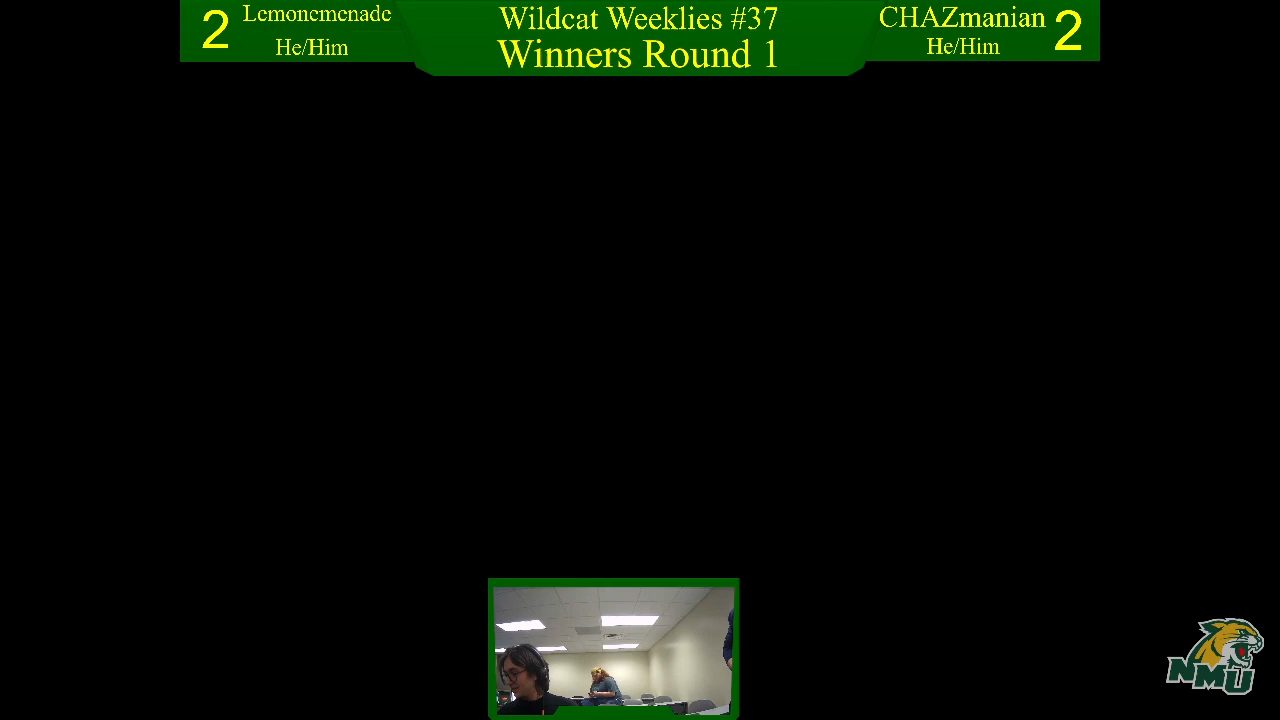 2
Lemonemenade
He/Him
Wildcat Weeklies #37
Winners Round 1
CHAZmanian
He/Him
2
NMU